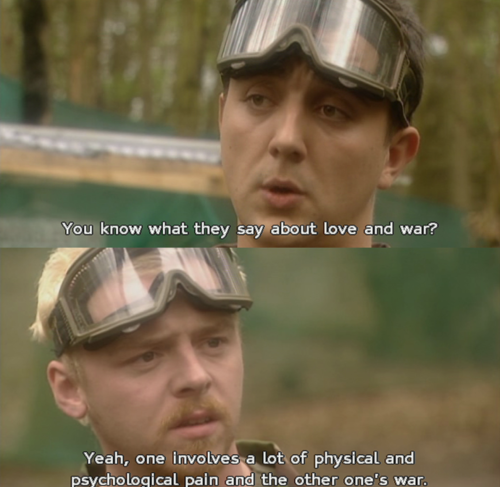 You know what they say about love and war?
Yeah, one involves a lot of physical and
psychological pain and the other one's war.